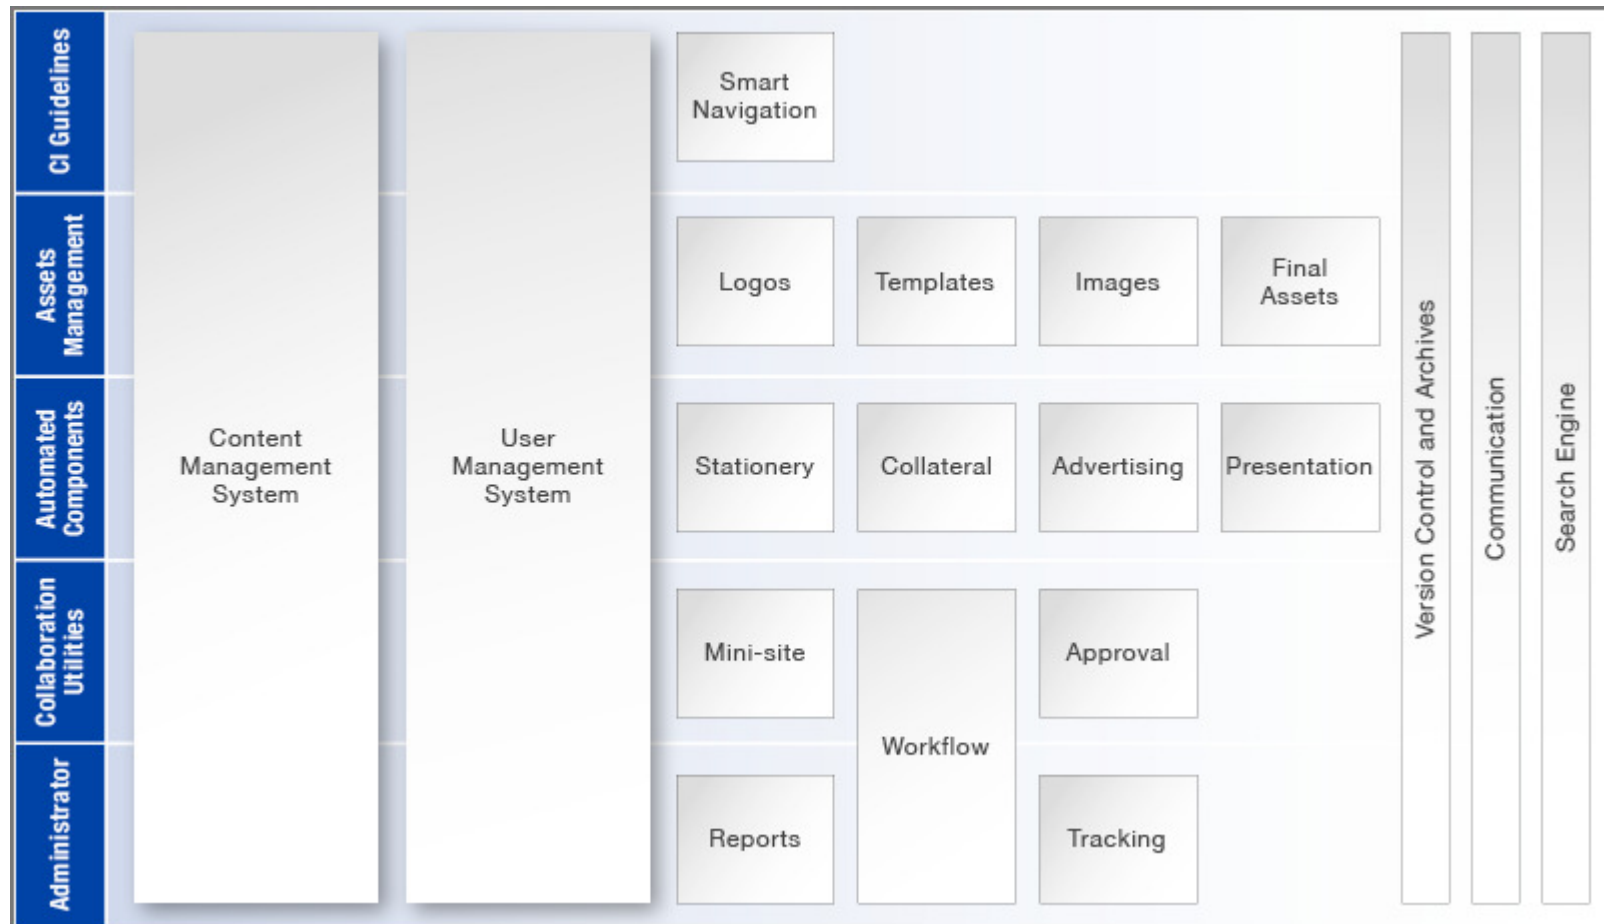 CI Guidelines
Smart
Navigation
Assets
Management
Logos
Templates
Images
Final
Assets
Automated
Components
Content
Management
System
User
Management
System
Stationery
Collateral
Advertising
Presentation
Collaboration
Utilities
Mini-site
Workflow
Approval
Administrator
Reports
Tracking
Version Control and Archives
Communication
Search Engine